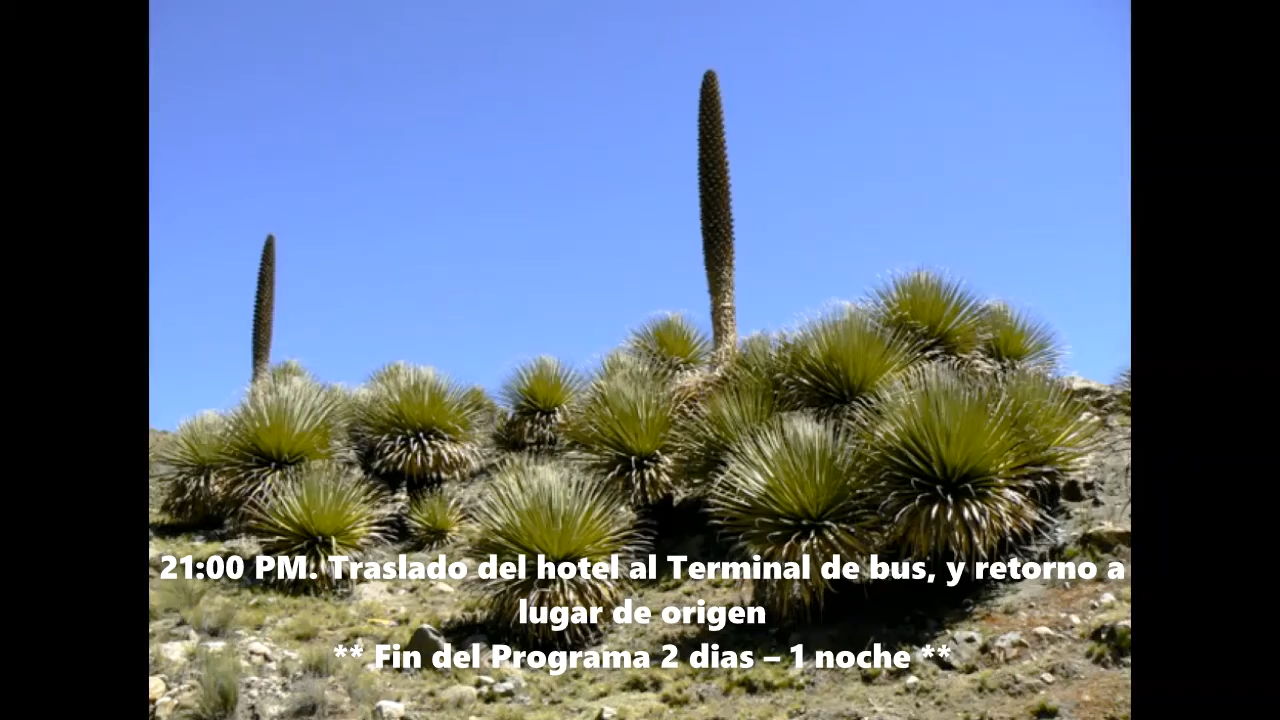 21:00 PM. Traslado del hotel al Terminal de bus, y retorno a
lugar de origen
** Fin del Programa 2 dias – 1 noche **